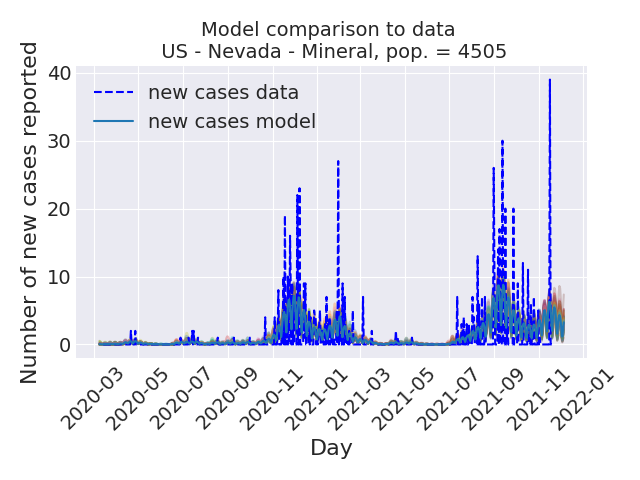 Model comparison to data
US - Nevada - Mineral, pop. = 4505
Number of new cases reported
40
30
20
10
0
new cases data
new cases model
2020-03
2020-05
2020-07
2020-09
2020-11
2021-01
2021-03
2021-05
2021-07
2021-09
2021-11
2022-01
Day